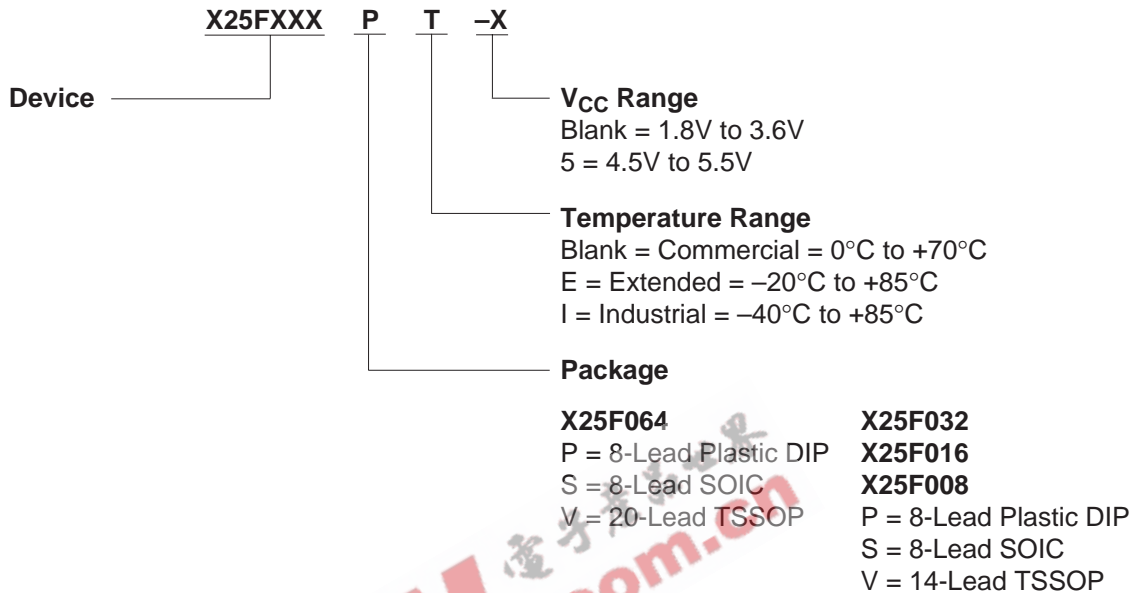 X25FXXX P T –X
Device
VCC Range
Blank = 1.8V to 3.6V
5 = 4.5V to 5.5V
Temperature Range
Blank = Commercial = 0°C to +70°C
E = Extended = –20°C to +85°C
I = Industrial = –40°C to +85°C
Package
X25F064
P = 8-Lead Plastic DIP
S = 8-Lead SOIC
V = 20-Lead TSSOP
X25F032
X25F016
X25F008
P = 8-Lead Plastic DIP
S = 8-Lead SOIC
V = 14-Lead TSSOP
om.cn